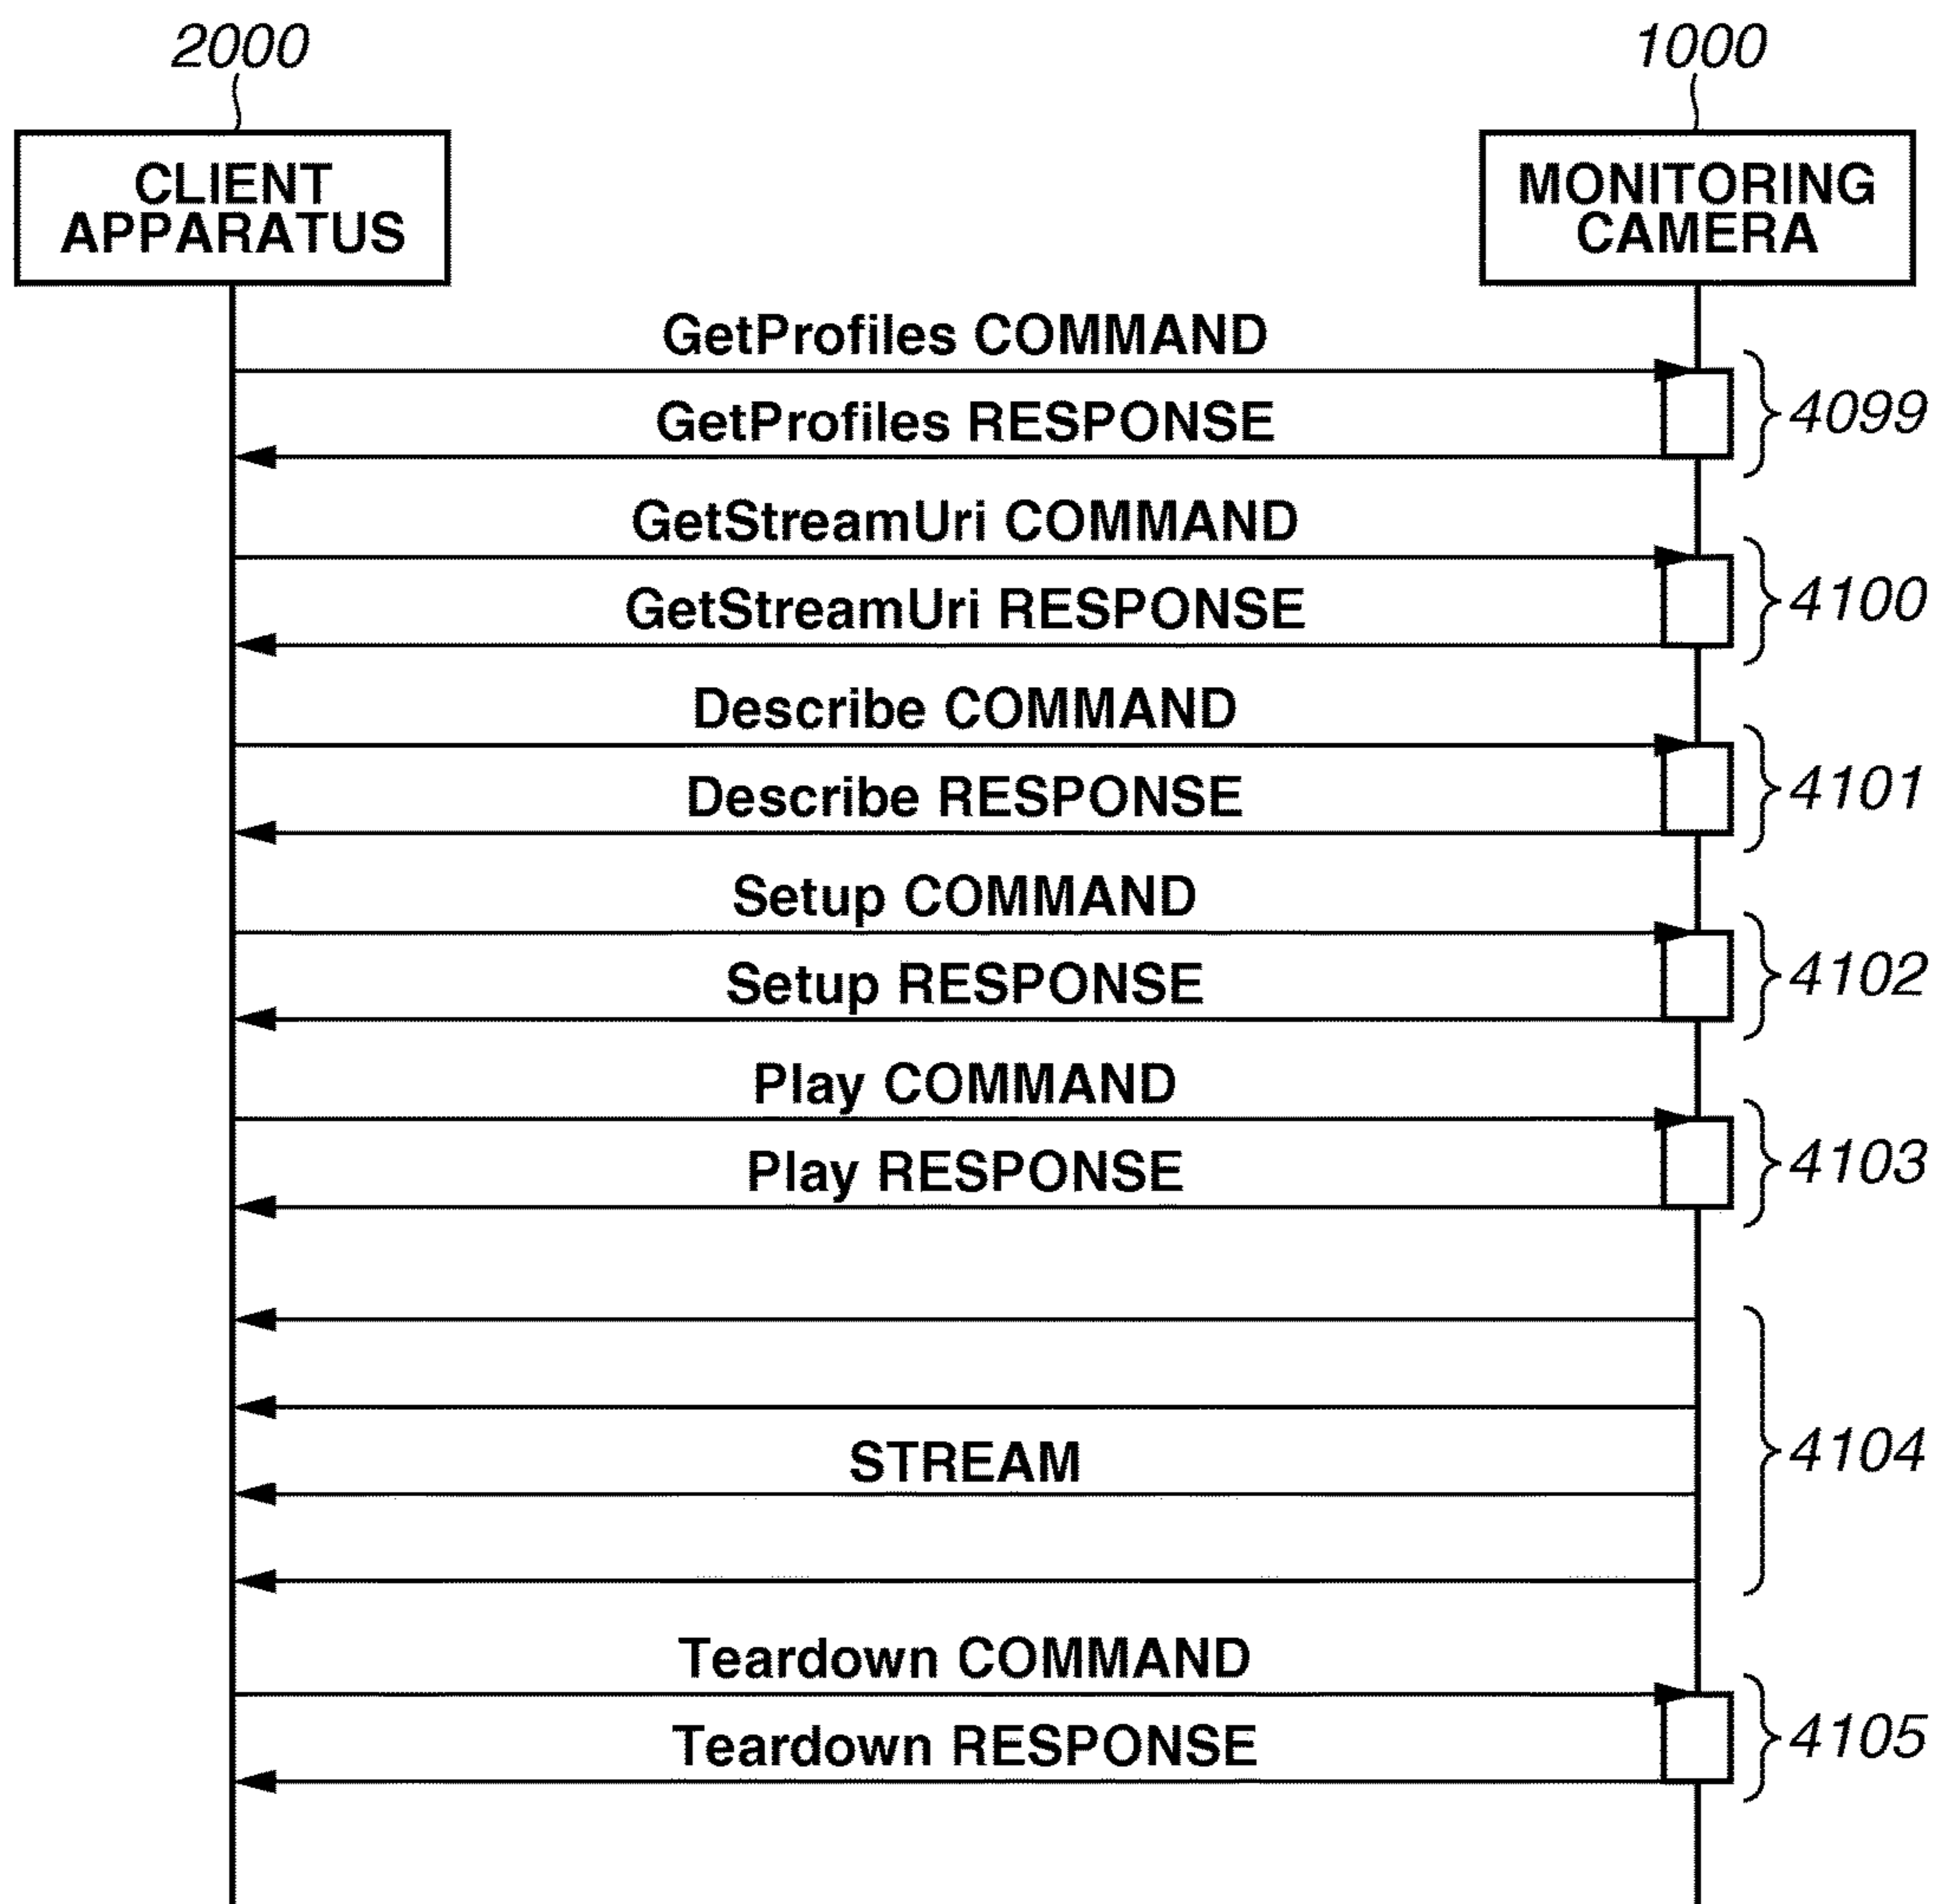 2000
1000
CLIENT
APPARATUS
MONITORING
CAMERA
GetProfiles COMMAND
GetProfiles RESPONSE
4099
GetStreamUri COMMAND
GetStreamUri RESPONSE
4100
Describe COMMAND
Describe RESPONSE
4101
Setup COMMAND
Setup RESPONSE
4102
Play COMMAND
Play RESPONSE
4103
STREAM
4104
Teardown COMMAND
Teardown RESPONSE
4105